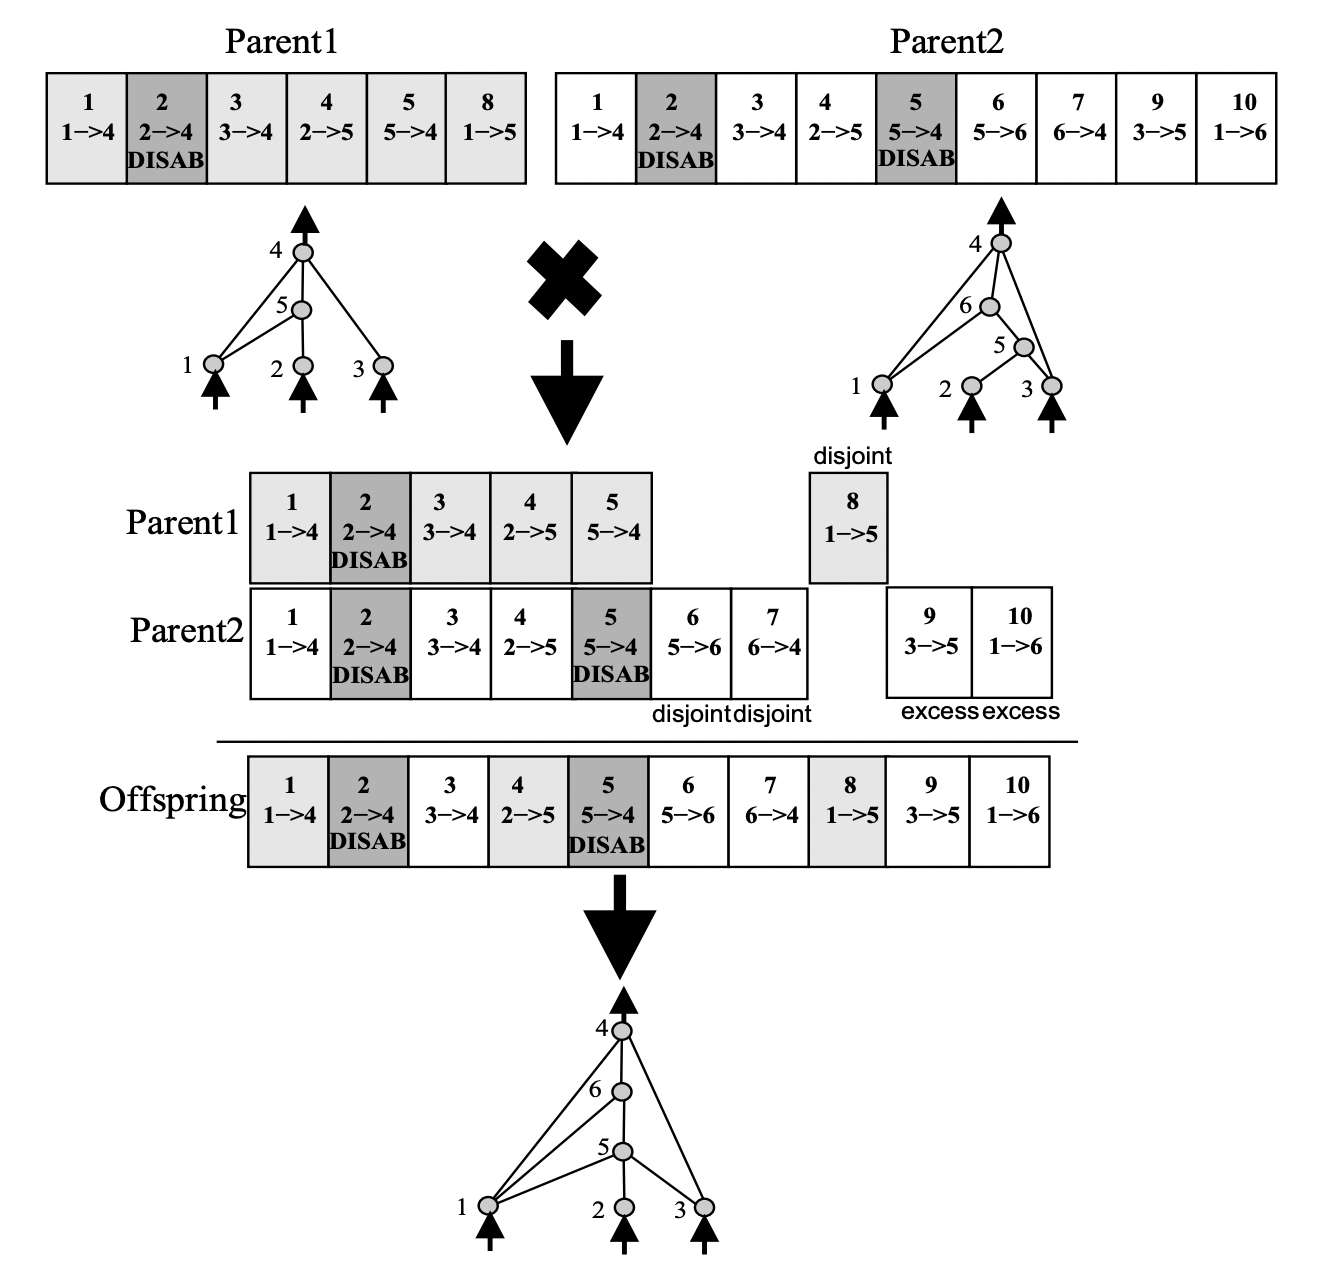 Parent1 Parent2
1 2 3 4 5 8 1 2 3 4 5 6 7 9 10
1−>4 2−>4 3−>4 2−>5 5−>4 1−>5 1−>4 2−>4 3−>4 2−>5 5−>4 5−>6 6−>4 3−>5 1−>6
DISAB DISAB DISAB
4
5
1 2 3
4
6
5
1 2 3
disjoint
1 2 3 4 5 8
Parent1 1−>4 2−>4 3−>4 2−>5 5−>4 1−>5
DISAB
1 2 3 4 5 6 7 9 10
Parent2 1−>4 2−>4 3−>4 2−>5 5−>4 5−>6 6−>4 3−>5 1−>6
DISAB DISAB
disjoint disjoint excess excess
1 2 3 4 5 6 7 8 9 10
Offspring 1−>4 2−>4 3−>4 2−>5 5−>4 5−>6 6−>4 1−>5 3−>5 1−>6
DISAB DISAB
4
6
5
1 2 3